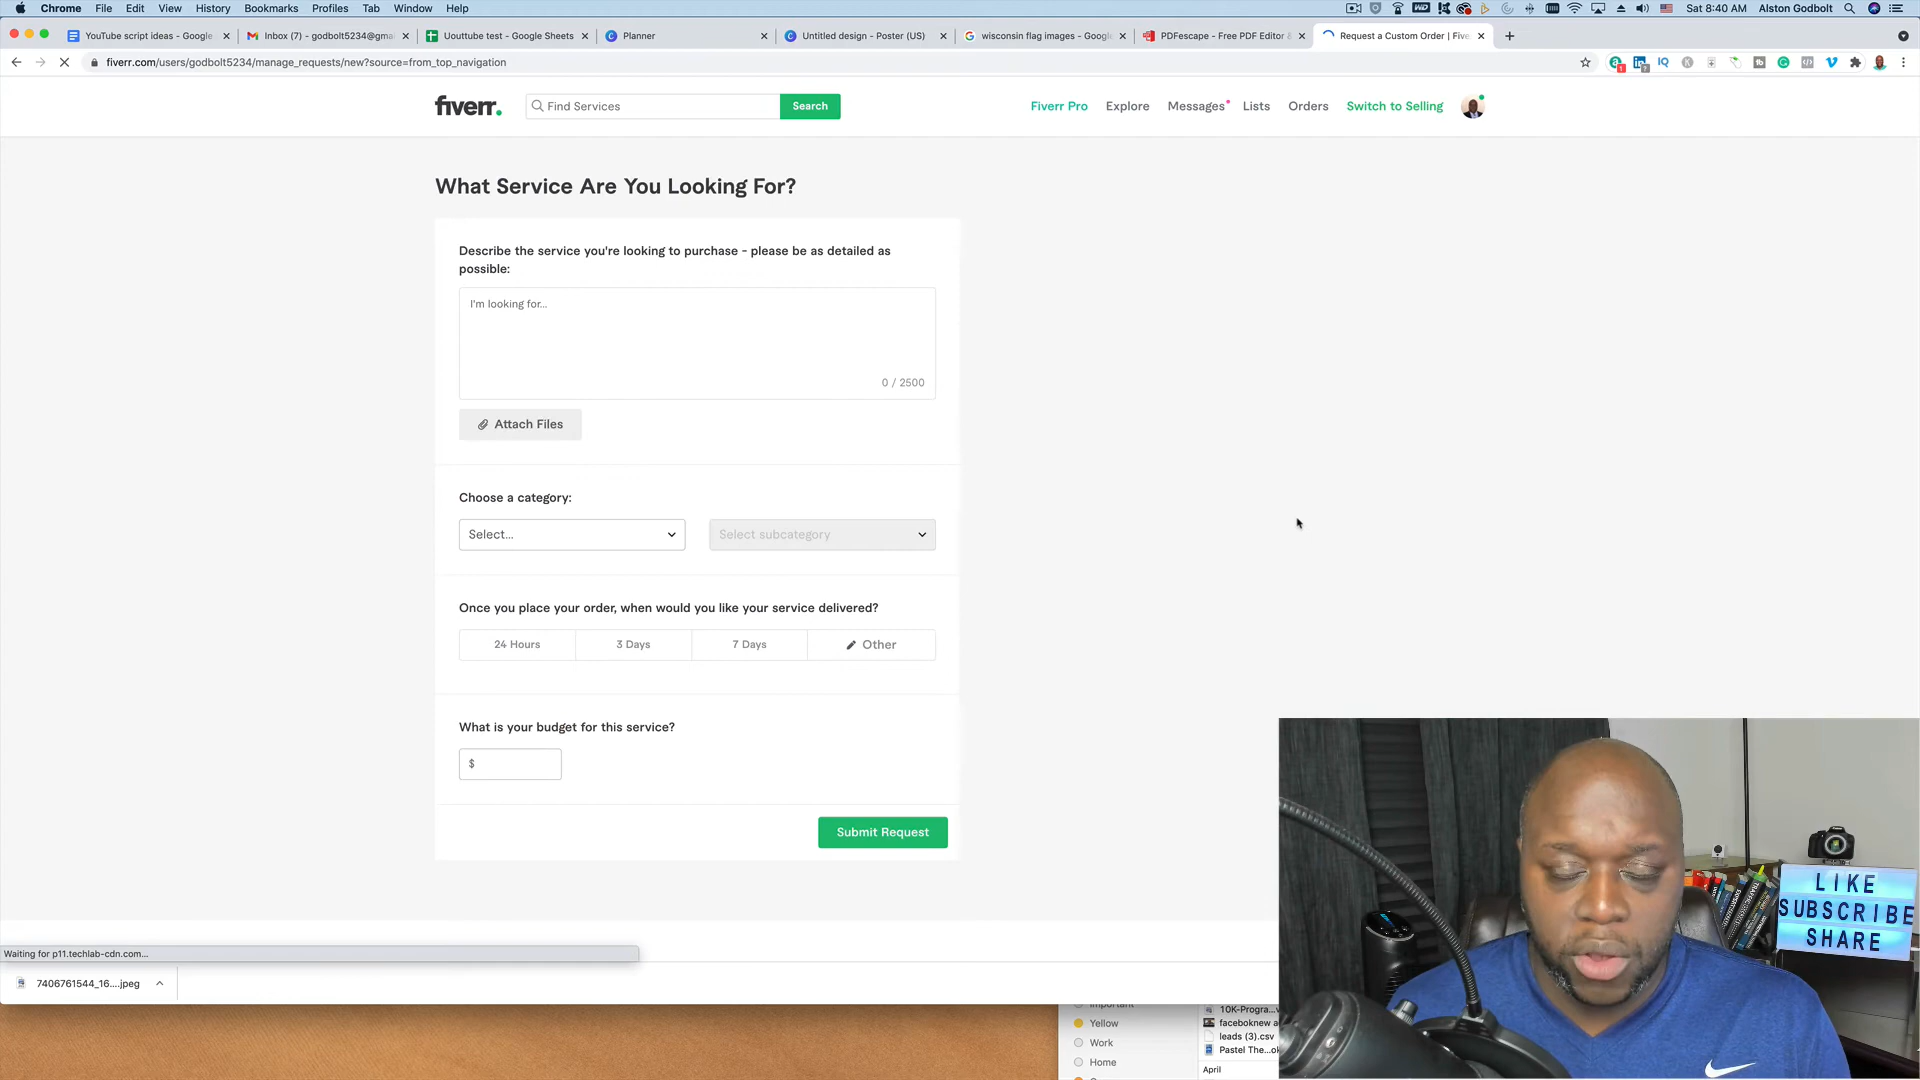 Chrome File Edit View History Bookmarks Profiles Tab Window Help Sat 8:40 AM Alston Godbolt
YouTube script ideas - Google Inbox (7) - godbolt5234@gma Uouttube test - Google Sheets Planner Untitled design - Poster (US) wisconsin flag images - Googl PDFescape - Free PDF Editor & Request a Custom Order | Five
fiverr.com/users/godbolt5234/manage_requests/new?source=from_top_navigation
fiverr. Find Services Search Fiverr Pro Explore Messages Lists Orders Switch to Selling
What Service Are You Looking For?
Describe the service you're looking to purchase - please be as detailed as
possible:
I'm looking for...
0 / 2500
Attach Files
Choose a category:
Select... Select subcategory
Once you place your order, when would you like your service delivered?
24 Hours 3 Days 7 Days Other
What is your budget for this service?
$
Submit Request
Waiting for p11.techlab-cdn.com...
7406761544_16....jpeg
Important
Yellow
Work
Home
10K-Progra...
faceboknew a
leads (3).csv
Pastel The...ok
April
LIKE
SUBSCRIBE
SHARE